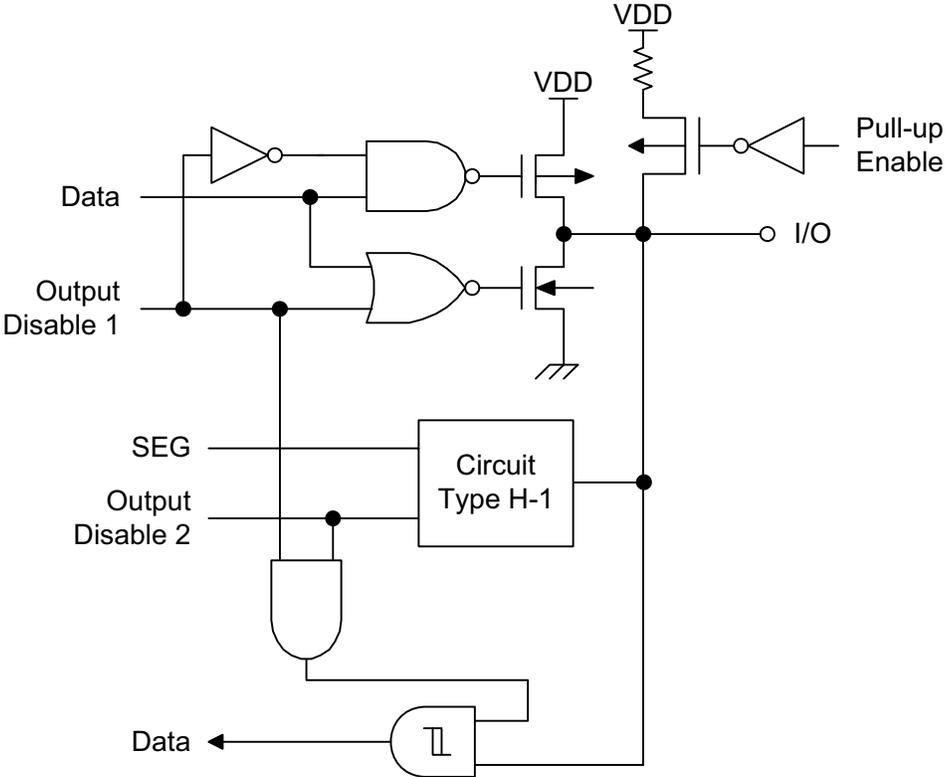 VDD
VDD
Pull-up
Enable
Data
I/O
Output
Disable 1
SEG
Circuit
Type H-1
Output
Disable 2
Data